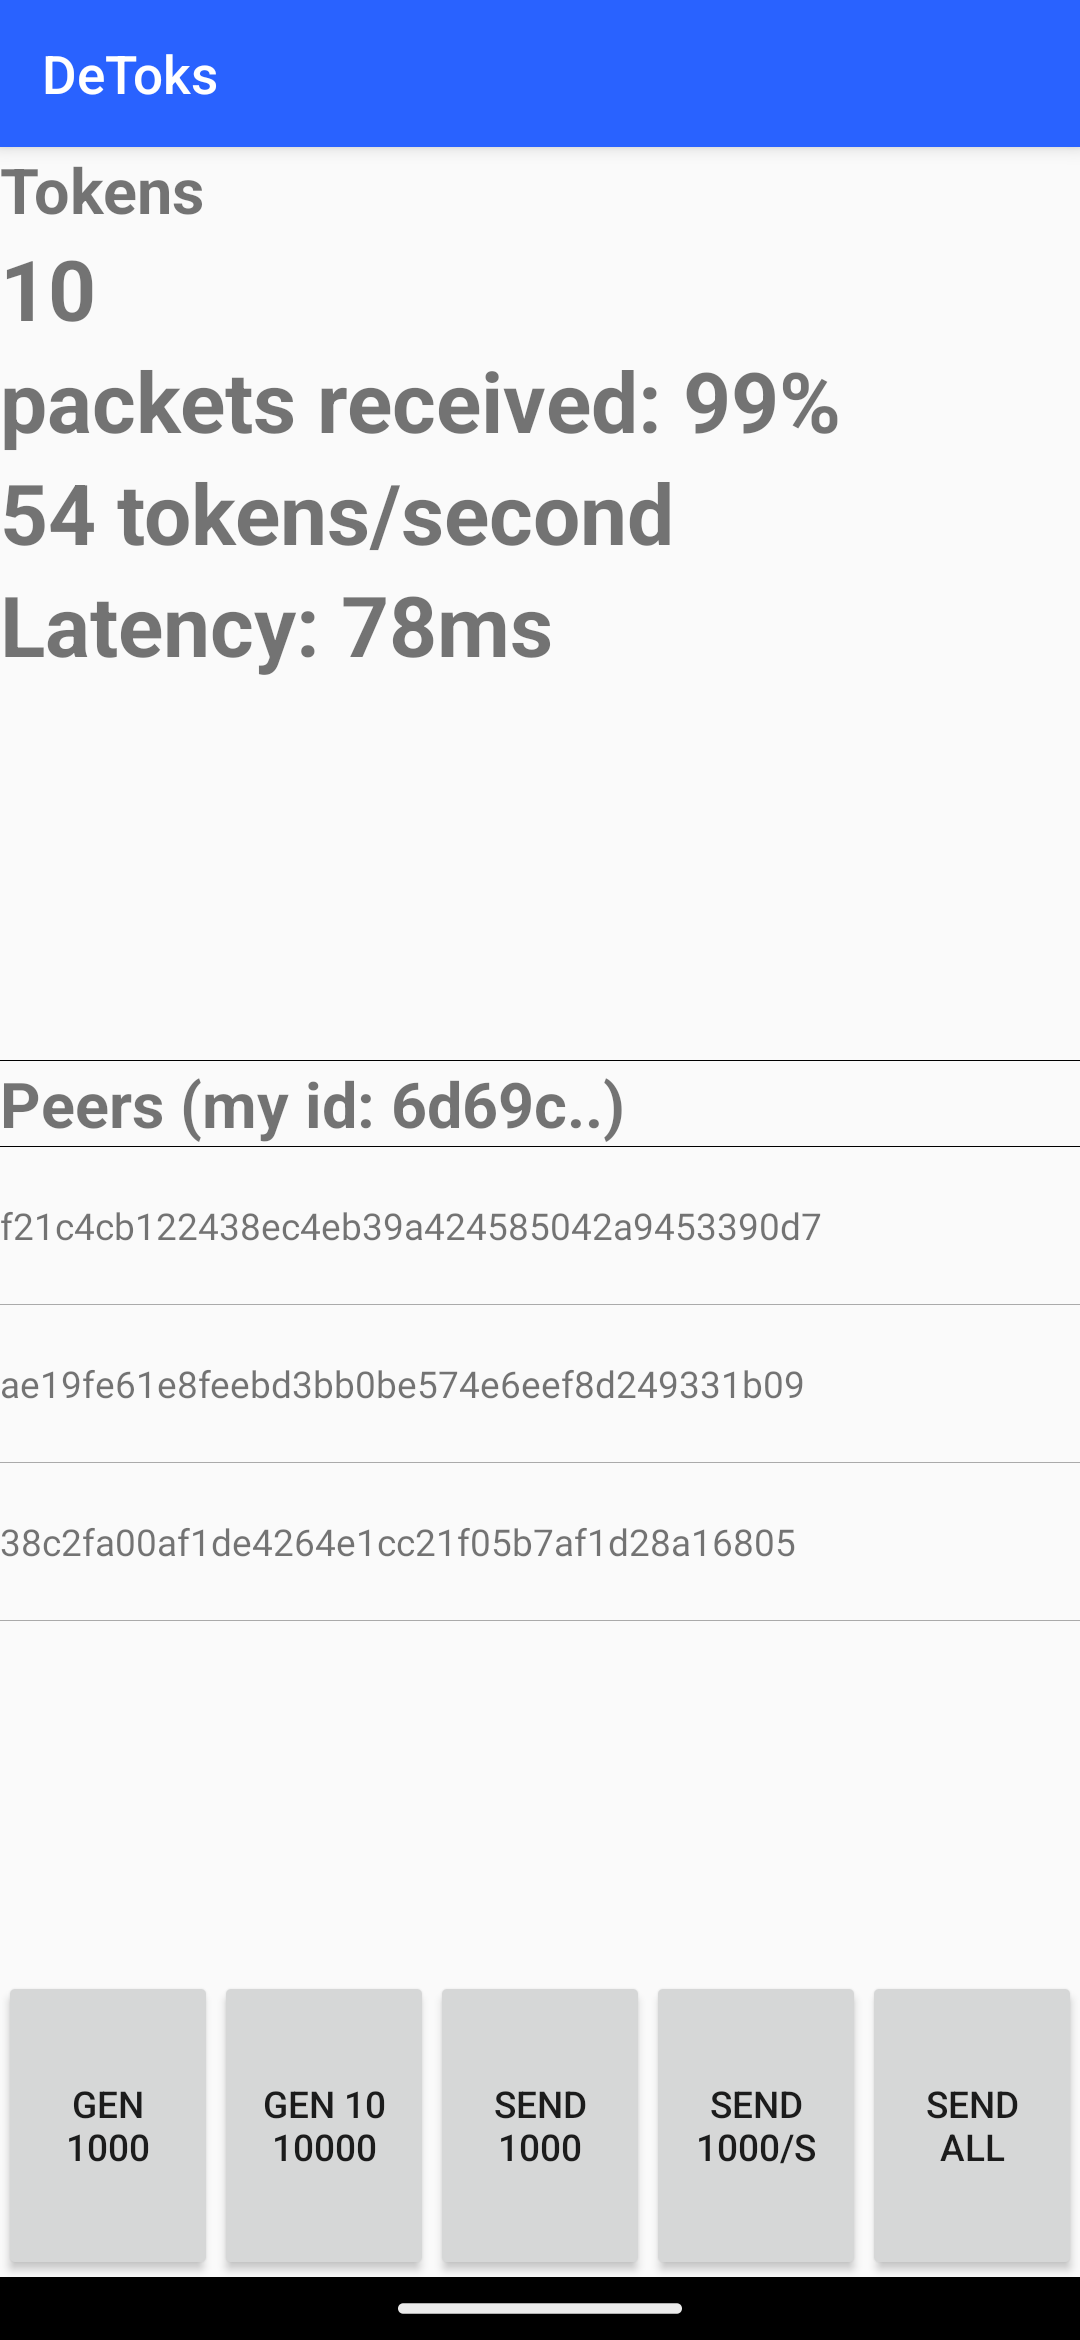 DeToks
Tokens
10
packets received: 99%
54 tokens/second
Latency: 78ms
Peers (my id: 6d69c..)
f21c4cb122438ec4eb39a424585042a9453390d7
ae19fe61e8feebd3bb0be574e6eef8d249331b09
38c2fa00af1de4264e1cc21f05b7af1d28a16805
GEN
1000
GEN 10
10000
SEND
1000
SEND
1000/S
SEND
ALL